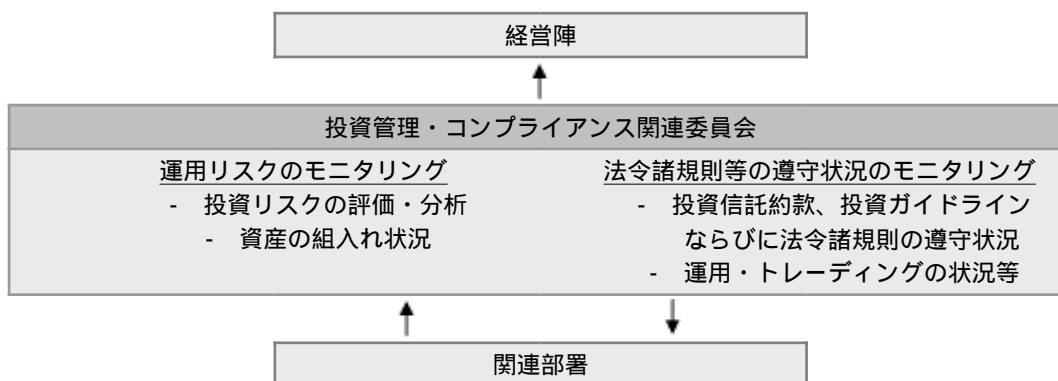 経営陣
投資管理・コンプライアンス関連委員会
運用リスクのモニタリング
- 投資リスクの評価・分析
- 資産の組入れ状況
法令諸規則等の遵守状況のモニタリング
- 投資信託約款、投資ガイドライン
ならびに法令諸規則の遵守状況
- 運用・トレーディングの状況等
関連部署